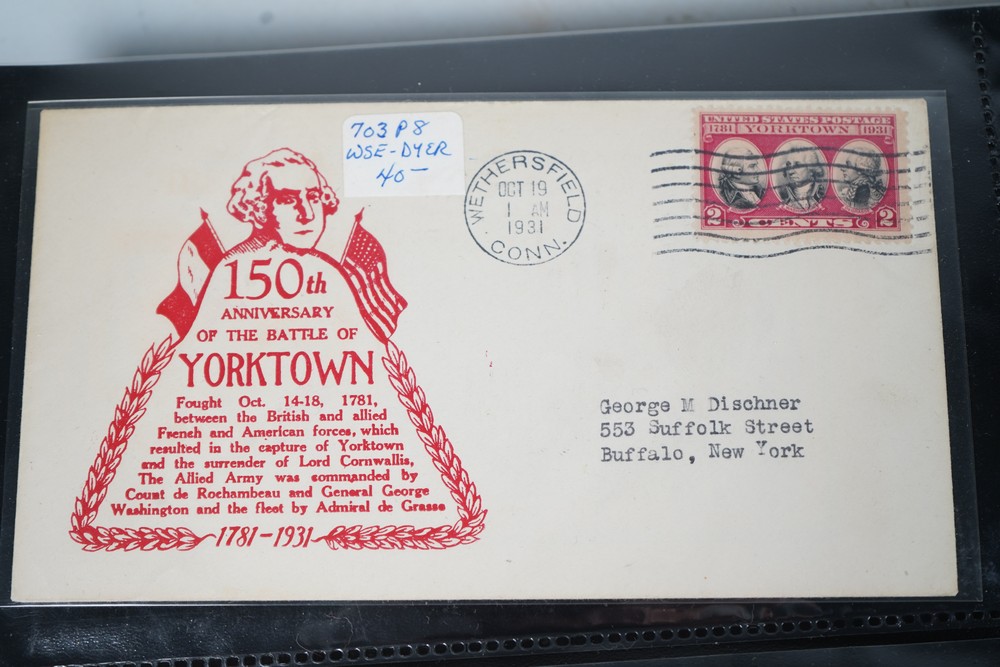 703 P8
WSE-DYER
40-
WETHERSFIELD
OCT 19
1 AM
1931
CONN.
UNITED STATES POSTAGE
1781 YORKTOWN 1931
2 CENTS 2
150th
ANNIVERSARY
OF THE BATTLE OF
YORKTOWN
Fought Oct. 14-18, 1781,
between the British and allied
French and American forces, which
resulted in the capture of Yorktown
and the surrender of Lord Cornwallis,
The Allied Army was commanded by
Count de Rochambeau and General George
Washington and the fleet by Admiral de Grasse
1781-1931
George M Dischner
553 Suffolk Street
Buffalo, New York